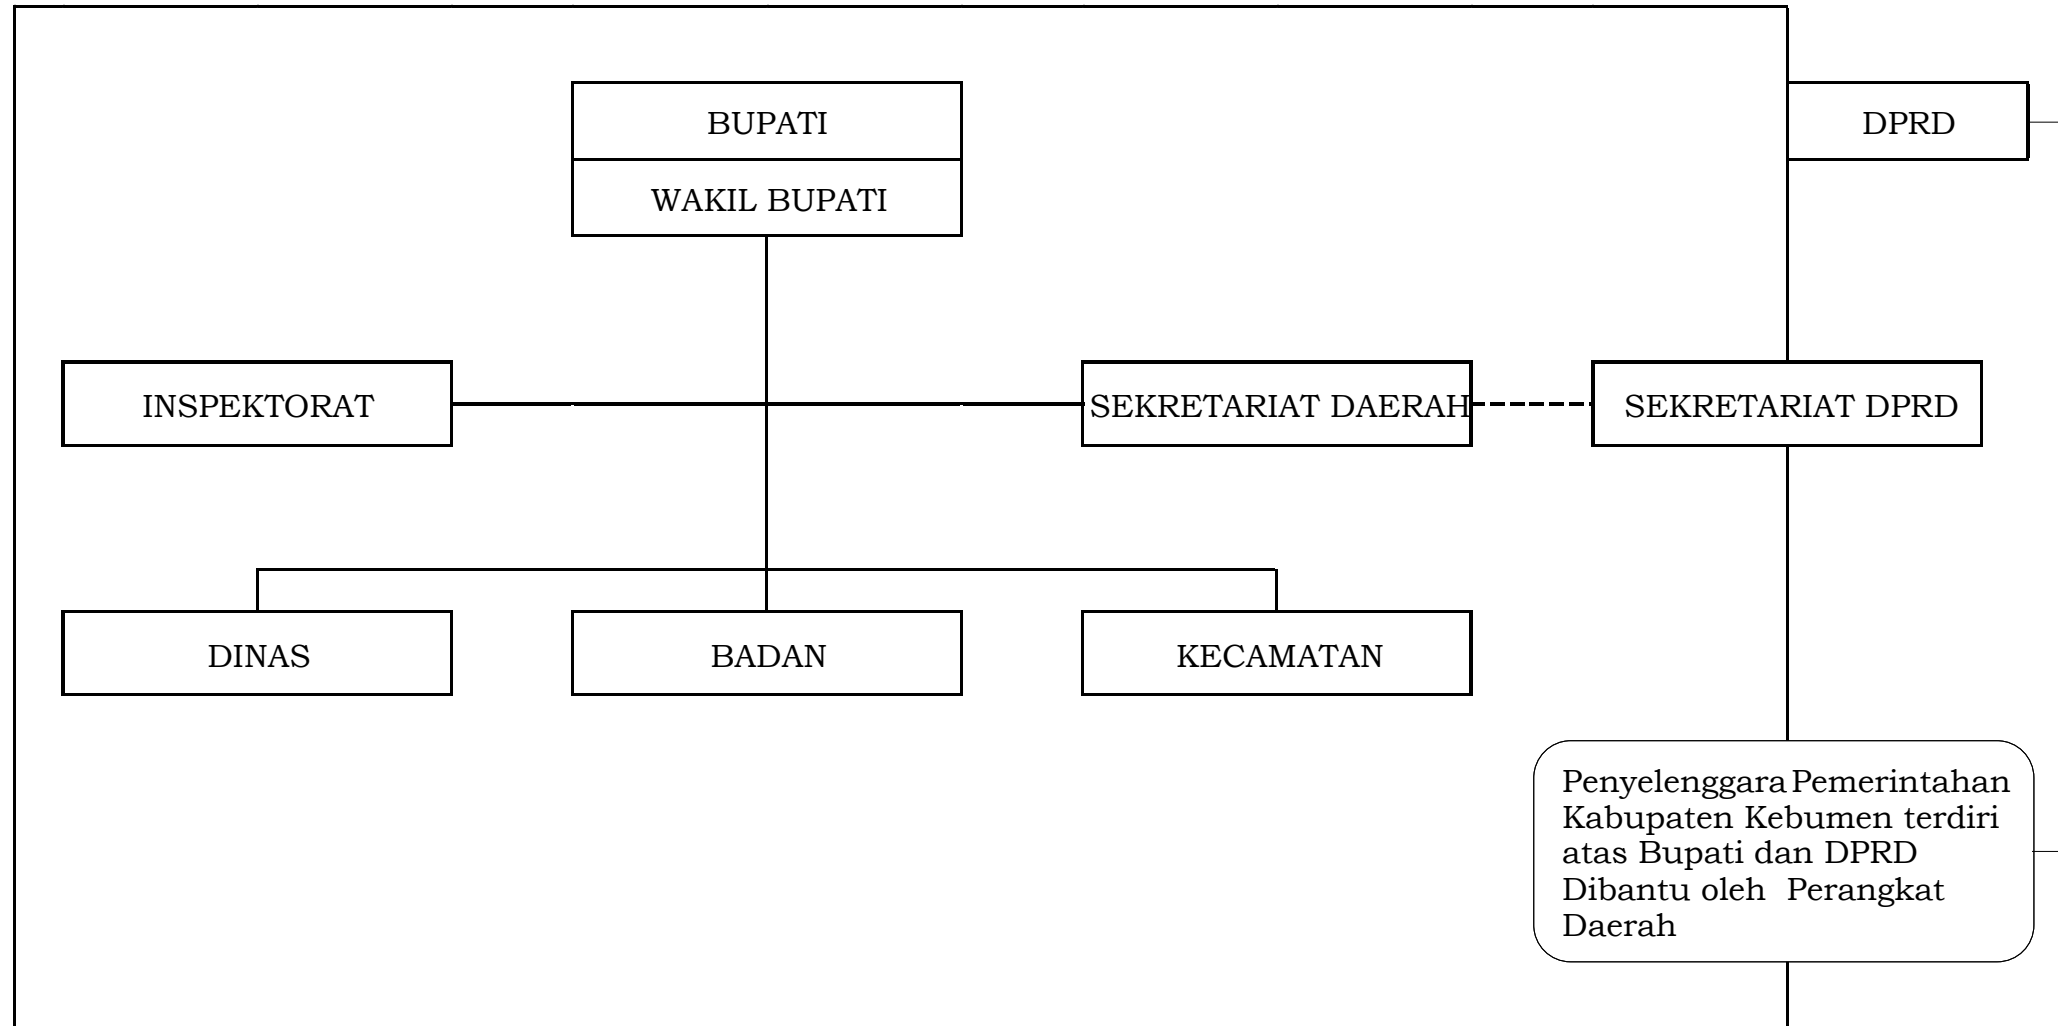 BUPATI
DPRD
WAKIL BUPATI
INSPEKTORAT
SEKRETARIAT DAERAH
SEKRETARIAT DPRD
DINAS
BADAN
KECAMATAN
Penyelenggara Pemerintahan
Kabupaten Kebumen terdiri
atas Bupati dan DPRD
Dibantu oleh Perangkat
Daerah